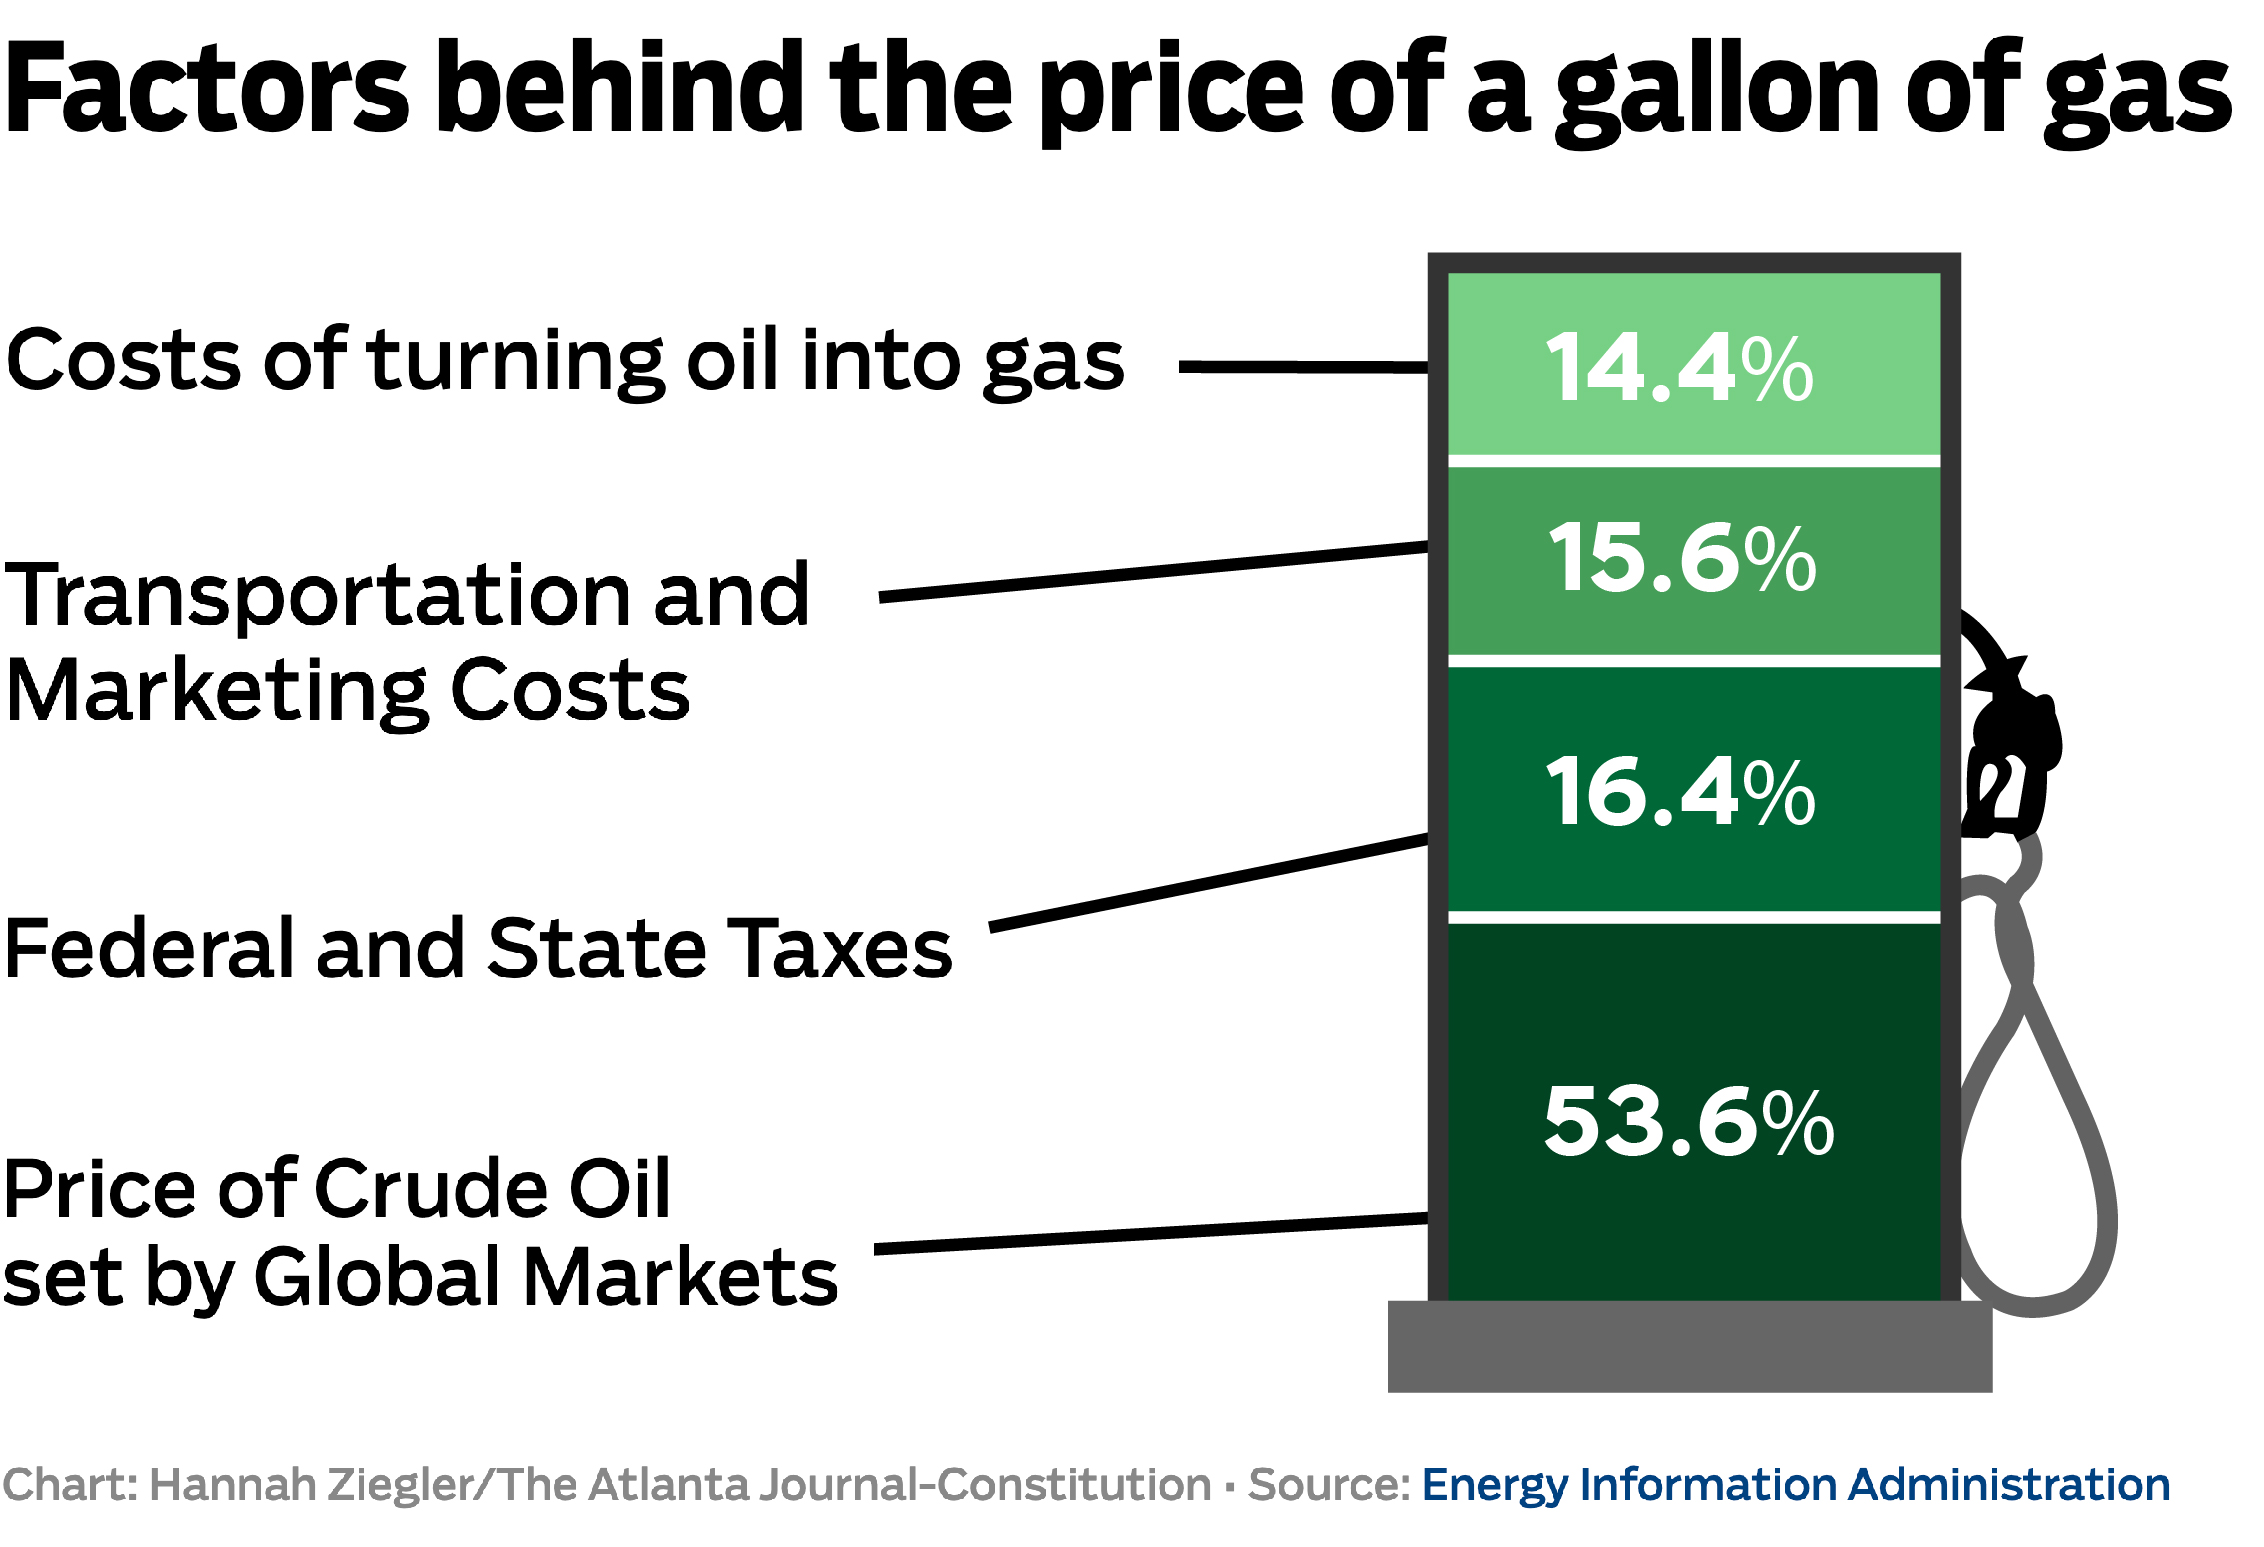 Factors behind the price of a gallon of gas
Costs of turning oil into gas
14.4%
Transportation and
Marketing Costs
15.6%
Federal and State Taxes
16.4%
Price of Crude Oil
set by Global Markets
53.6%
Chart: Hannah Ziegler/The Atlanta Journal-Constitution · Source: Energy Information Administration